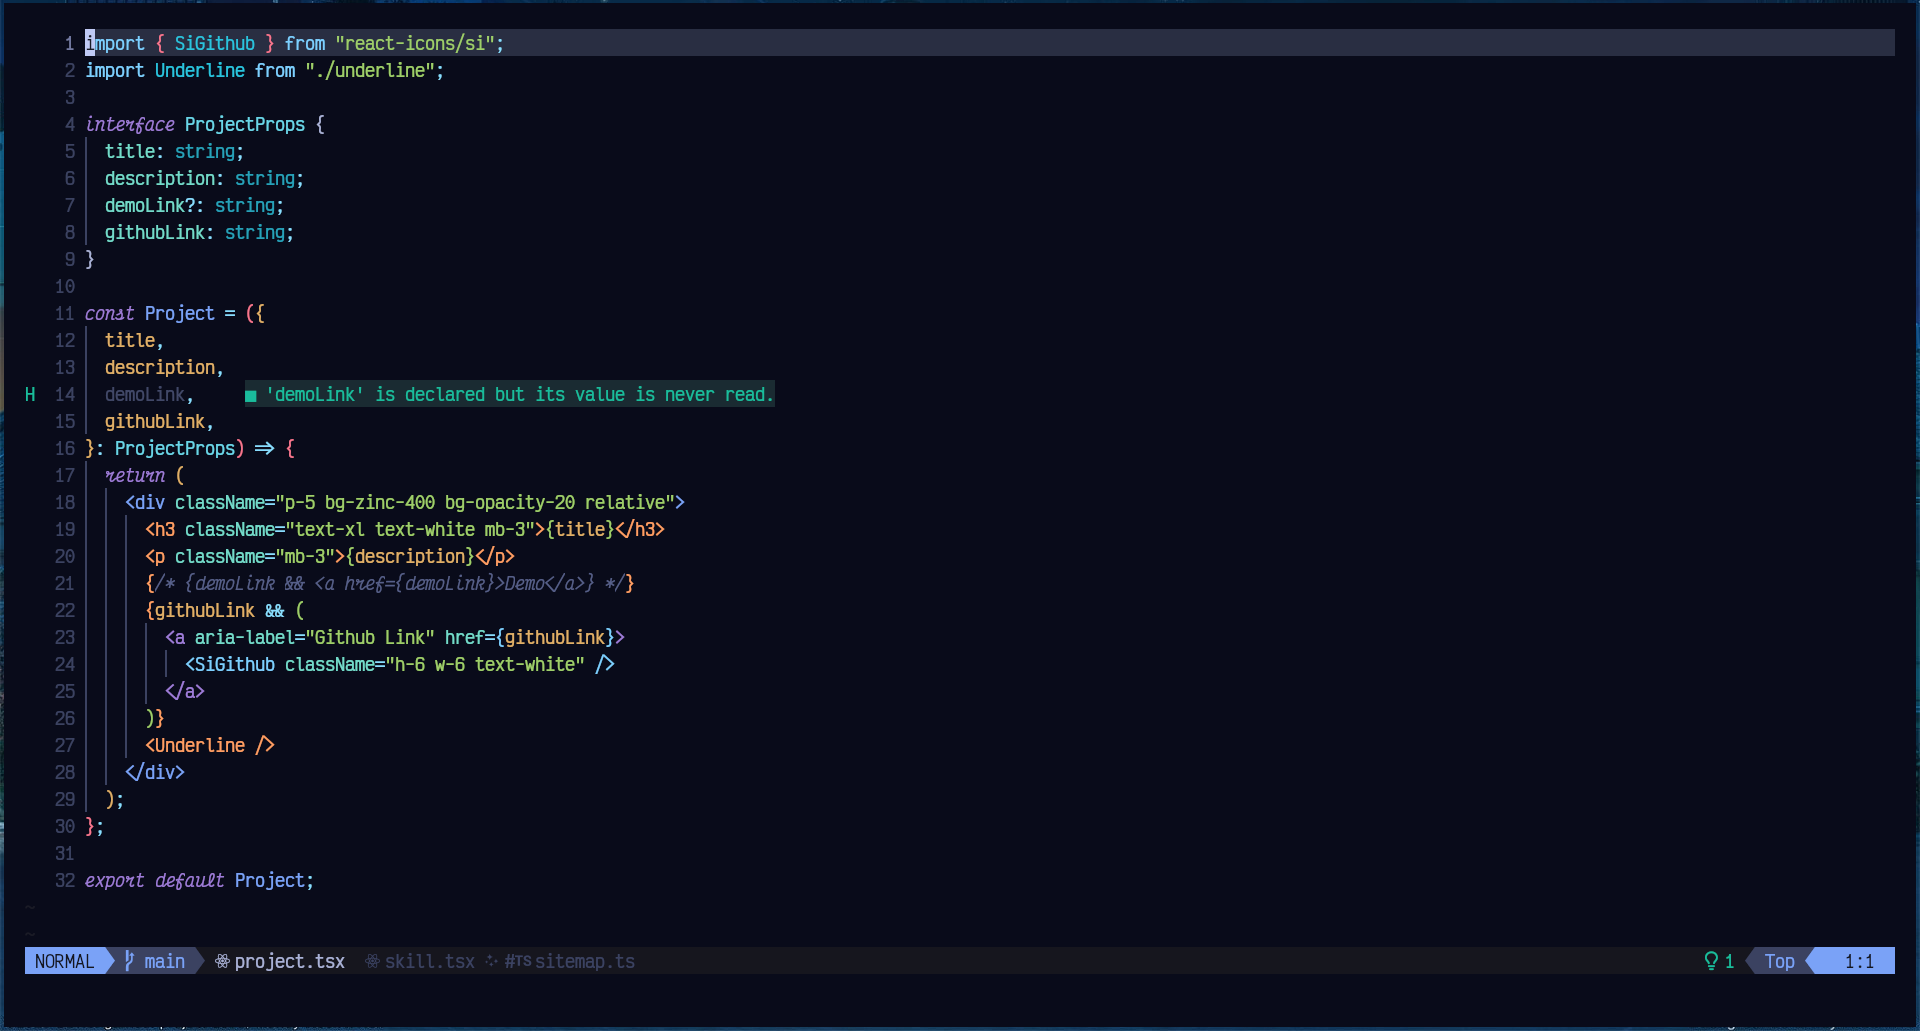 1 import { SiGithub } from "react-icons/si";
2 import Underline from "./underline";
3
4 interface ProjectProps {
5   title: string;
6   description: string;
7   demoLink?: string;
8   githubLink: string;
9 }
10
11 const Project = ({
12   title,
13   description,
H 14   demoLink,     ■ 'demoLink' is declared but its value is never read.
15   githubLink,
16 }: ProjectProps) => {
17   return (
18     <div className="p-5 bg-zinc-400 bg-opacity-20 relative">
19       <h3 className="text-xl text-white mb-3">{title}</h3>
20       <p className="mb-3">{description}</p>
21       {/* {demoLink && <a href={demoLink}>Demo</a>} */}
22       {githubLink && (
23         <a aria-label="Github Link" href={githubLink}>
24           <SiGithub className="h-6 w-6 text-white" />
25         </a>
26       )}
27       <Underline />
28     </div>
29   );
30 };
31
32 export default Project;
~
~
NORMAL main project.tsx skill.tsx #TS sitemap.ts 1 Top 1:1